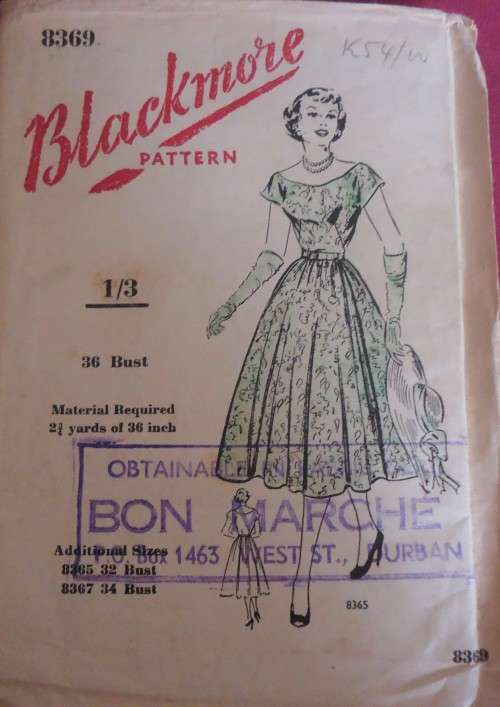 8369
K54/w
Blackmore
PATTERN
1/3
36 Bust
Material Required
2¾ yards of 36 inch
OBTAINABLE
BON MARCHE
P.O. Box 1463 WEST ST., DURBAN
Additional Sizes
8365 32 Bust
8367 34 Bust
8365
8369